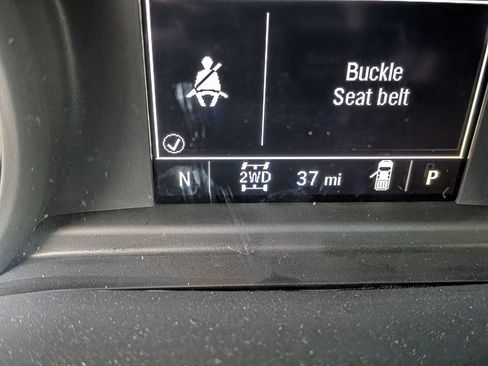 Buckle
Seat belt
N 2WD 37 mi P